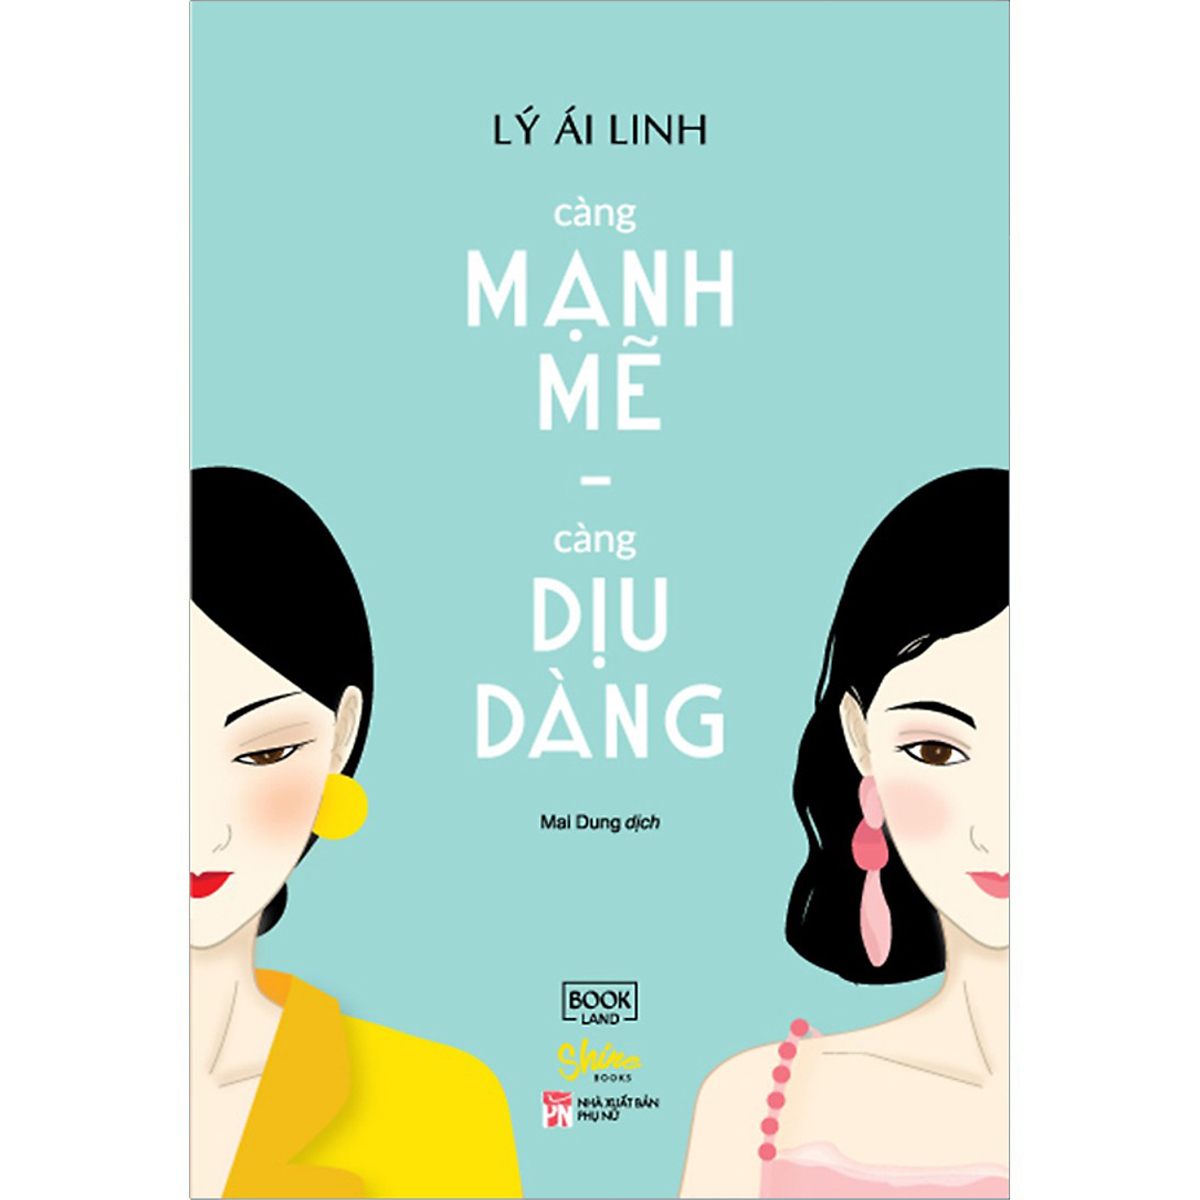 LÝ ÁI LINH
càng
MẠNH
MẼ
–
càng
DỊU
DÀNG
Mai Dung dịch
BOOK
LAND
Shine
BOOKS
PN
NHÀ XUẤT BẢN
PHỤ NỮ